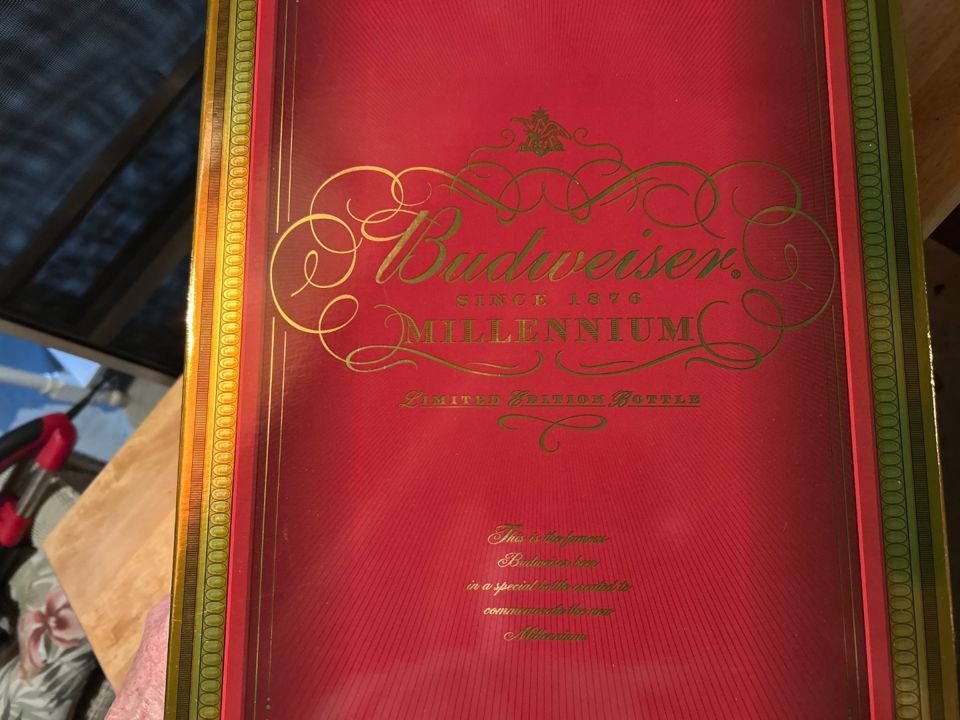 Budweiser®
SINCE 1876
MILLENNIUM
LIMITED EDITION BOTTLE
This is the famous
Budweiser beer
in a special bottle created to
commemorate the new
Millennium.